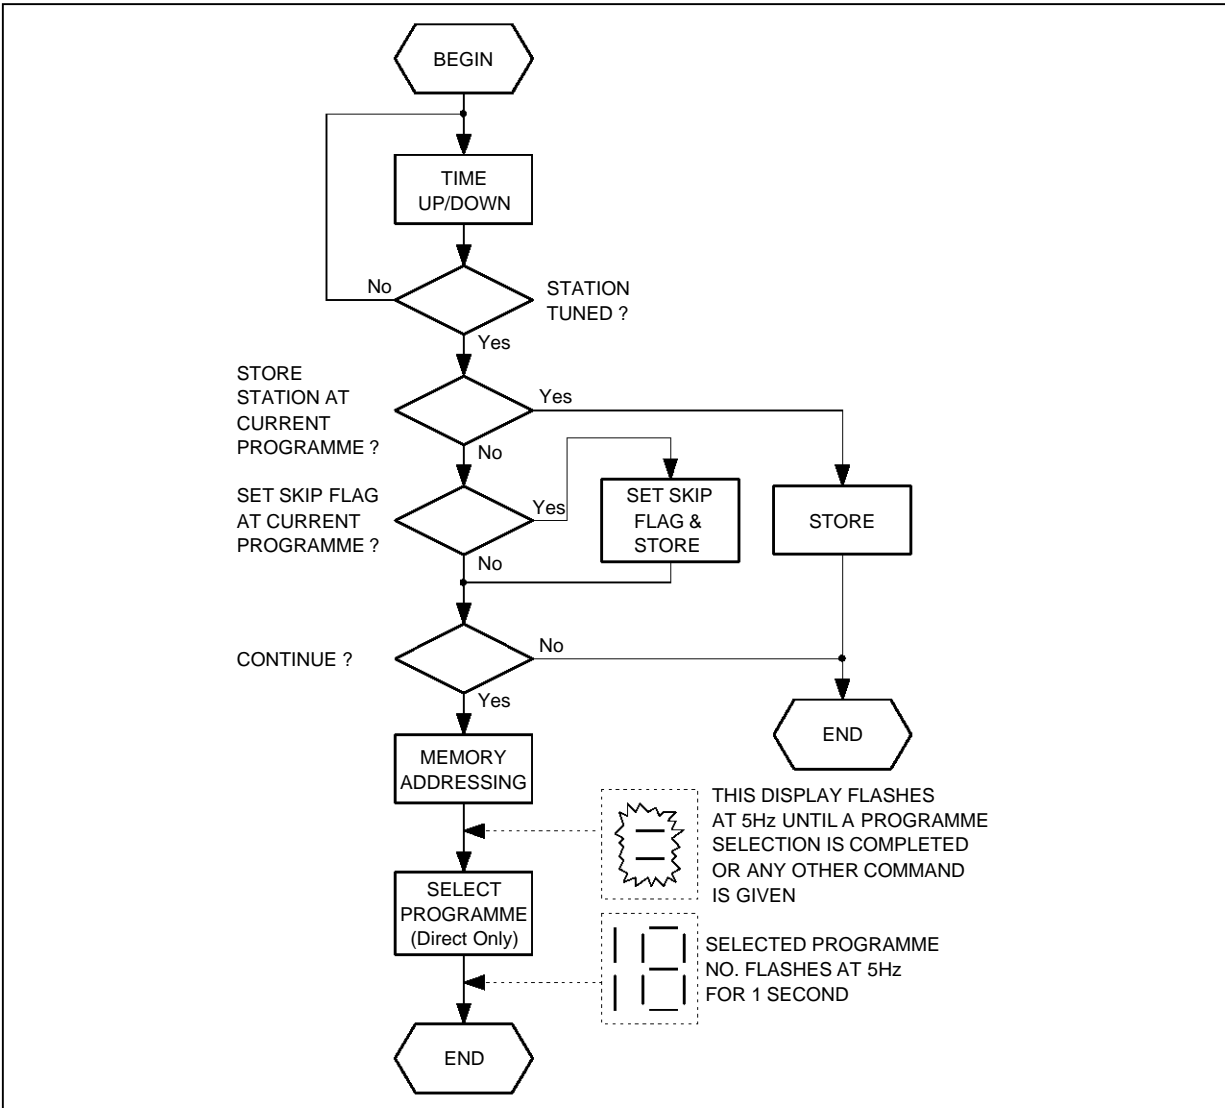 BEGIN
TIME
UP/DOWN
No
STATION
TUNED ?
Yes
STORE
STATION AT
CURRENT
PROGRAMME ?
Yes
No
SET SKIP FLAG
AT CURRENT
PROGRAMME ?
Yes
SET SKIP
FLAG &
STORE
STORE
No
CONTINUE ?
No
Yes
END
MEMORY
ADDRESSING
THIS DISPLAY FLASHES
AT 5Hz UNTIL A PROGRAMME
SELECTION IS COMPLETED
OR ANY OTHER COMMAND
IS GIVEN
SELECT
PROGRAMME
(Direct Only)
18
SELECTED PROGRAMME
NO. FLASHES AT 5Hz
FOR 1 SECOND
END